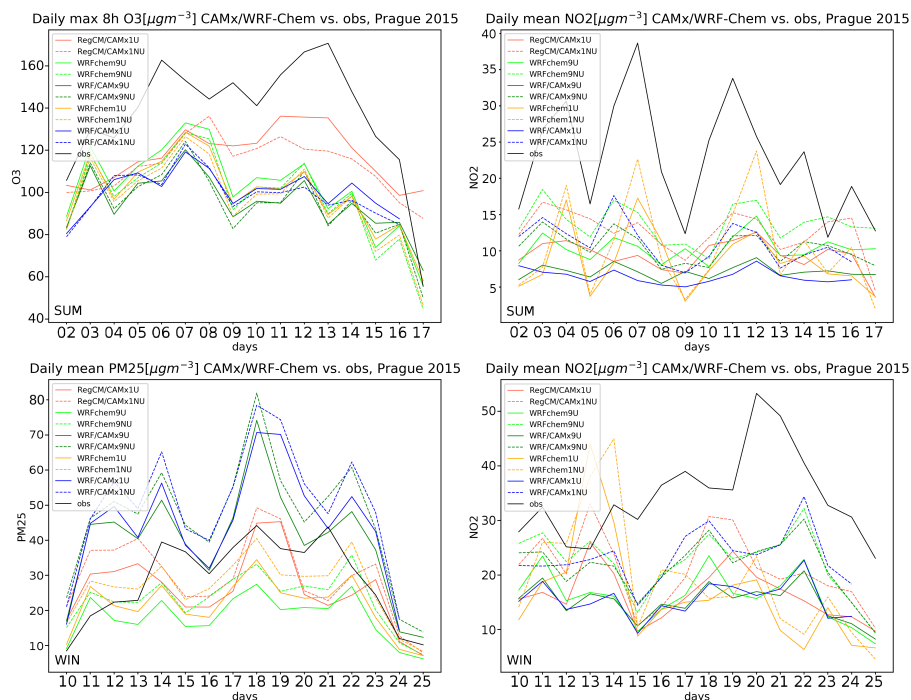 Daily max 8h O3[μgm⁻³] CAMx/WRF-Chem vs. obs, Prague 2015
O3
160
140
120
100
80
60
40
RegCM/CAMx1U
RegCM/CAMx1NU
WRFchem9U
WRFchem9NU
WRF/CAMx9U
WRF/CAMx9NU
WRFchem1U
WRFchem1NU
WRF/CAMx1U
WRF/CAMx1NU
obs
SUM
02 03 04 05 06 07 08 09 10 11 12 13 14 15 16 17
days
Daily mean NO2[μgm⁻³] CAMx/WRF-Chem vs. obs, Prague 2015
NO2
40
35
30
25
20
15
10
5
RegCM/CAMx1U
RegCM/CAMx1NU
WRFchem9U
WRFchem9NU
WRF/CAMx9U
WRF/CAMx9NU
WRFchem1U
WRFchem1NU
WRF/CAMx1U
WRF/CAMx1NU
obs
SUM
02 03 04 05 06 07 08 09 10 11 12 13 14 15 16 17
days
Daily mean PM25[μgm⁻³] CAMx/WRF-Chem vs. obs, Prague 2015
PM25
80
70
60
50
40
30
20
10
RegCM/CAMx1U
RegCM/CAMx1NU
WRFchem9U
WRFchem9NU
WRF/CAMx9U
WRF/CAMx9NU
WRFchem1U
WRFchem1NU
WRF/CAMx1U
WRF/CAMx1NU
obs
WIN
10 11 12 13 14 15 16 17 18 19 20 21 22 23 24 25
days
Daily mean NO2[μgm⁻³] CAMx/WRF-Chem vs. obs, Prague 2015
NO2
50
40
30
20
10
RegCM/CAMx1U
RegCM/CAMx1NU
WRFchem9U
WRFchem9NU
WRF/CAMx9U
WRF/CAMx9NU
WRFchem1U
WRFchem1NU
WRF/CAMx1U
WRF/CAMx1NU
obs
WIN
10 11 12 13 14 15 16 17 18 19 20 21 22 23 24 25
days